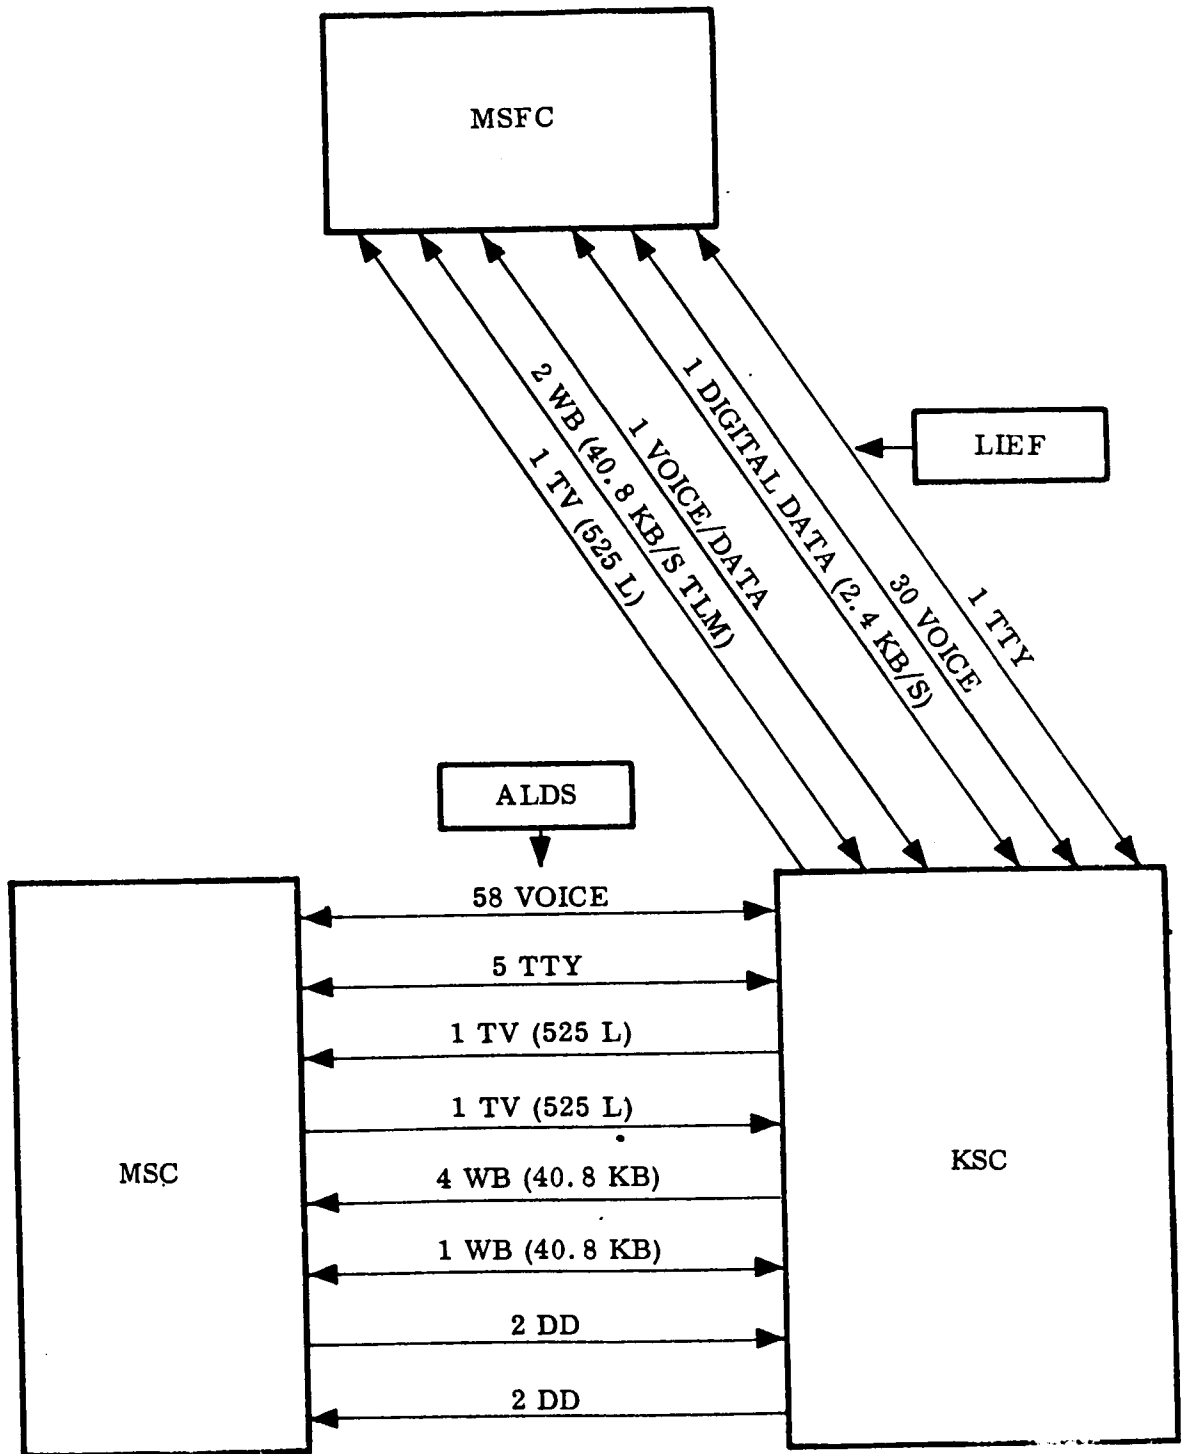 MSFC
1 TV (525 L)
2 WB (40.8 KB/S TLM)
1 VOICE/DATA
1 DIGITAL DATA (2.4 KB/S)
30 VOICE
1 TTY
LIEF
ALDS
58 VOICE
5 TTY
1 TV (525 L)
1 TV (525 L)
4 WB (40.8 KB)
1 WB (40.8 KB)
2 DD
2 DD
MSC
KSC